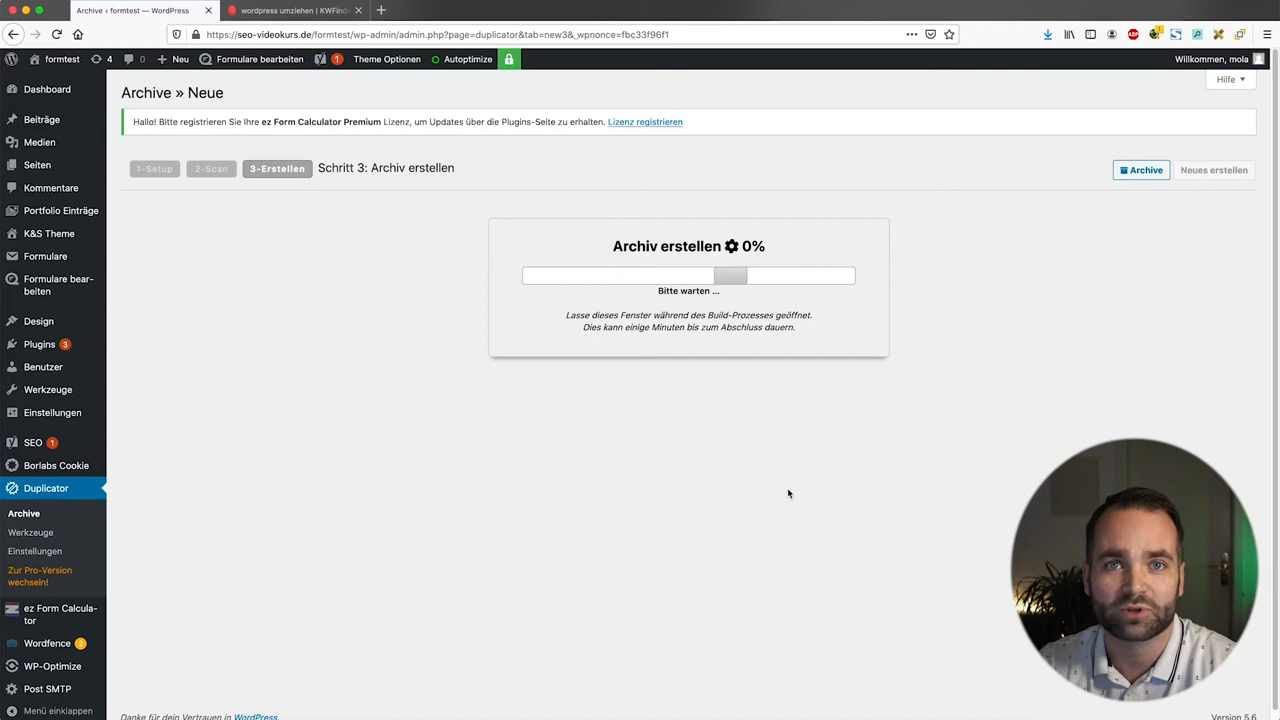 Archive ‹ formtest — WordPress
wordpress umziehen | KWFind
https://seo-videokurs.de/formtest/wp-admin/admin.php?page=duplicator&tab=new3&_wpnonce=fbc33f96f1
formtest
4
0
Neu
Formulare bearbeiten
1
Theme Optionen
Autoptimize
Willkommen, mola
Dashboard
Beiträge
Medien
Seiten
Kommentare
Portfolio Einträge
K&S Theme
Formulare
Formulare bear-
beiten
Design
Plugins 3
Benutzer
Werkzeuge
Einstellungen
SEO 1
Borlabs Cookie
Duplicator
Archive
Werkzeuge
Einstellungen
Zur Pro-Version
wechseln!
ez Form Calcula-
tor
Wordfence 2
WP-Optimize
Post SMTP
Menü einklappen
Hilfe
Archive » Neue
Hallo! Bitte registrieren Sie Ihre ez Form Calculator Premium Lizenz, um Updates über die Plugins-Seite zu erhalten. Lizenz registrieren
1-Setup
2-Scan
3-Erstellen
Schritt 3: Archiv erstellen
Archive
Neues erstellen
Archiv erstellen 0%
Bitte warten ...
Lasse dieses Fenster während des Build-Prozesses geöffnet.
Dies kann einige Minuten bis zum Abschluss dauern.
Danke für dein Vertrauen in WordPress.
Version 5.6